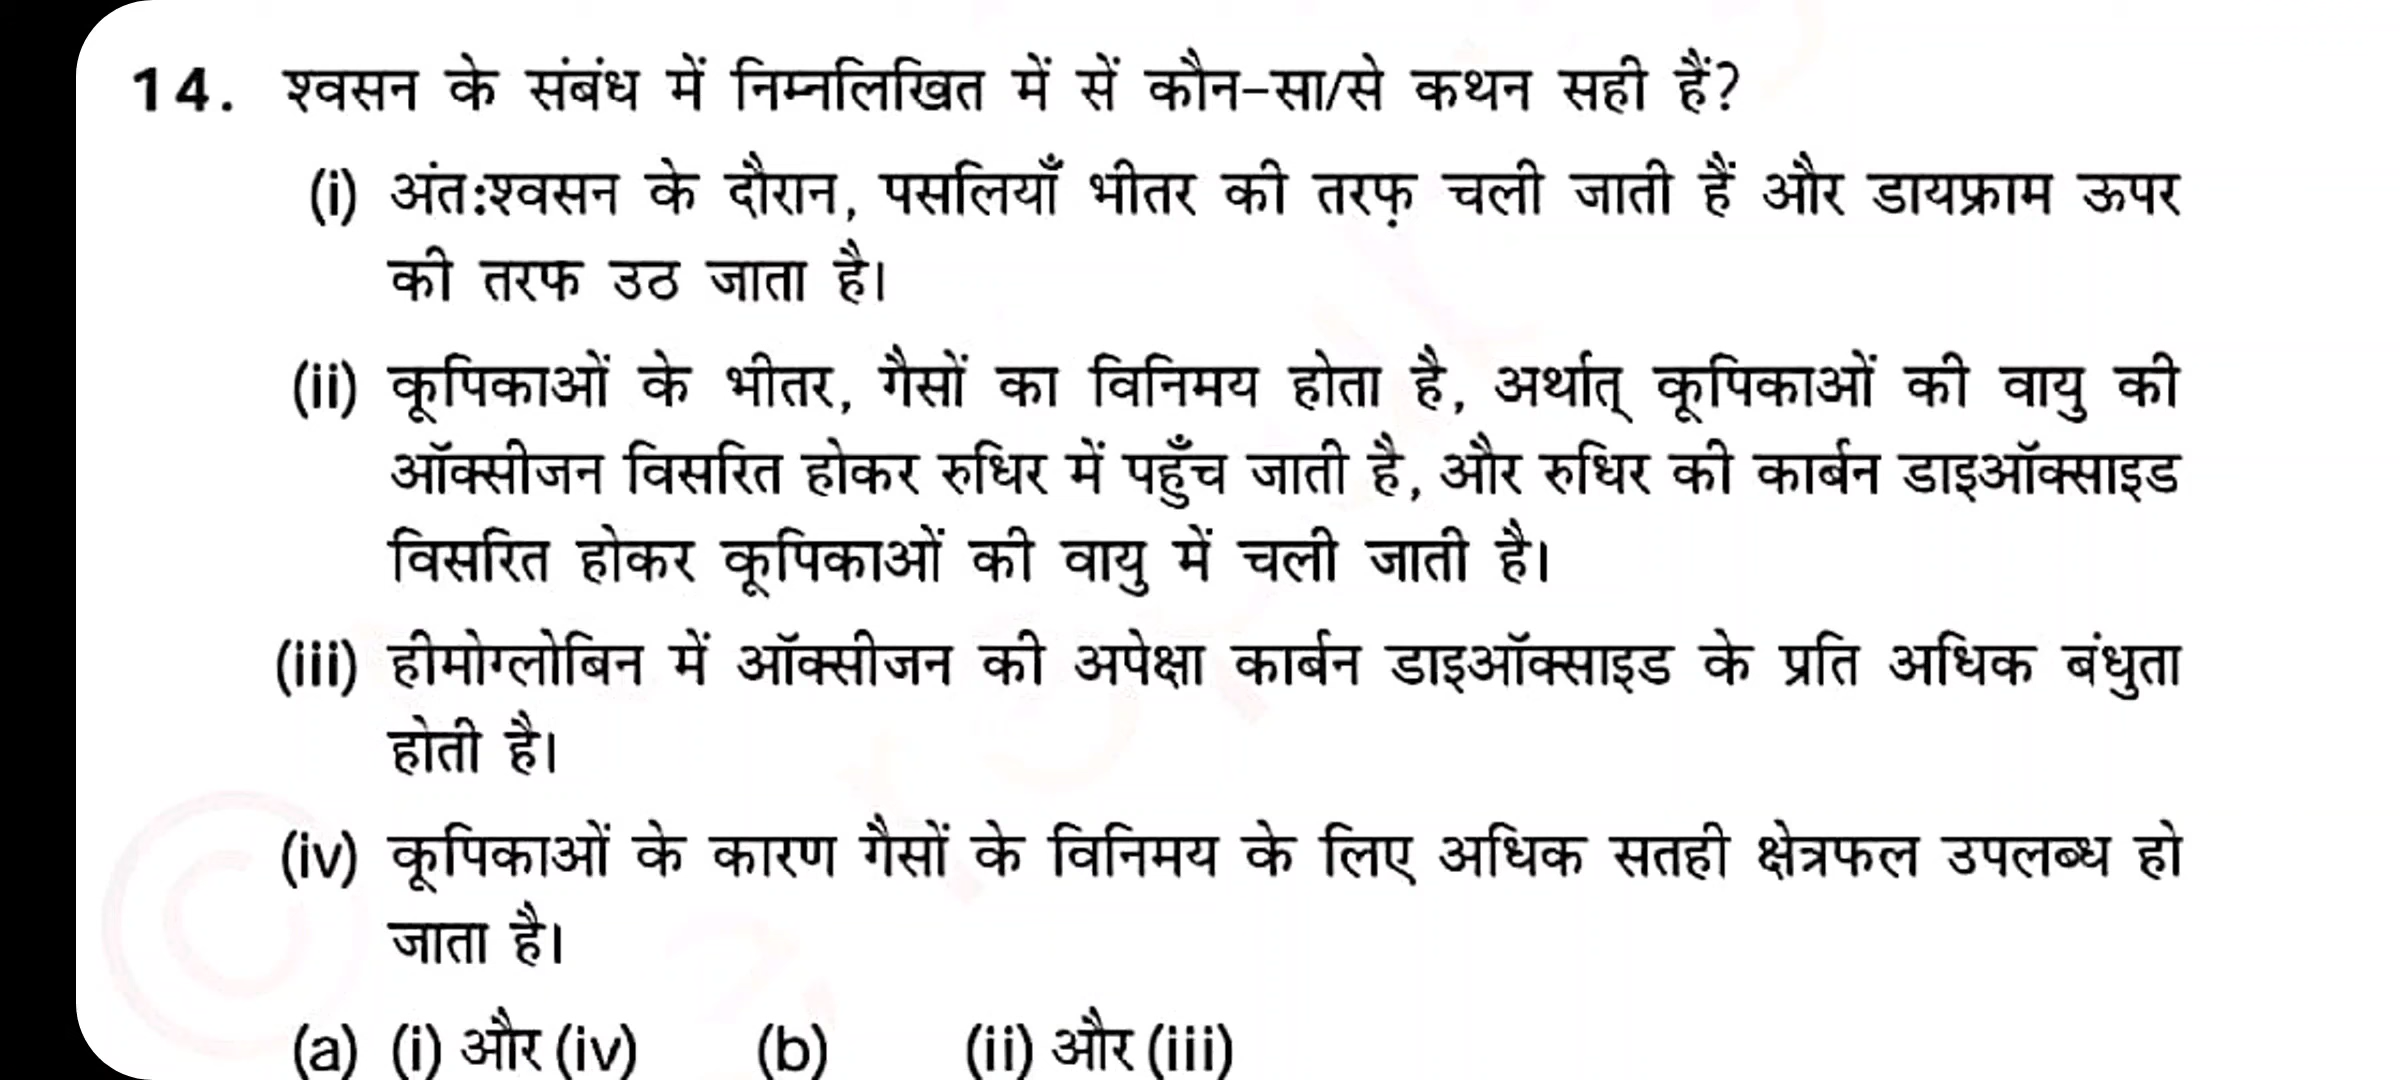 14. श्वसन के संबंध में निम्नलिखित में सें कौन-सा/से कथन सही हैं?
(i) अंतःश्वसन के दौरान, पसलियाँ भीतर की तरफ़ चली जाती हैं और डायफ्राम ऊपर
की तरफ उठ जाता है।
(ii) कूपिकाओं के भीतर, गैसों का विनिमय होता है, अर्थात् कूपिकाओं की वायु की
ऑक्सीजन विसरित होकर रुधिर में पहुँच जाती है, और रुधिर की कार्बन डाइऑक्साइड
विसरित होकर कूपिकाओं की वायु में चली जाती है।
(iii) हीमोग्लोबिन में ऑक्सीजन की अपेक्षा कार्बन डाइऑक्साइड के प्रति अधिक बंधुता
होती है।
(iv) कूपिकाओं के कारण गैसों के विनिमय के लिए अधिक सतही क्षेत्रफल उपलब्ध हो
जाता है।
(a) (i) और (iv) (b) (ii) और (iii)